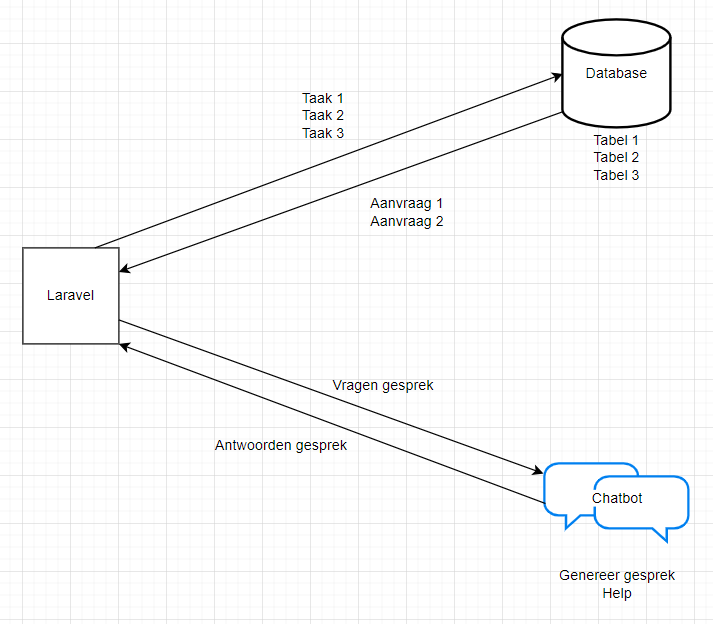 Database
Taak 1
Taak 2
Taak 3
Tabel 1
Tabel 2
Tabel 3
Aanvraag 1
Aanvraag 2
Laravel
Vragen gesprek
Antwoorden gesprek
Chatbot
Genereer gesprek
Help